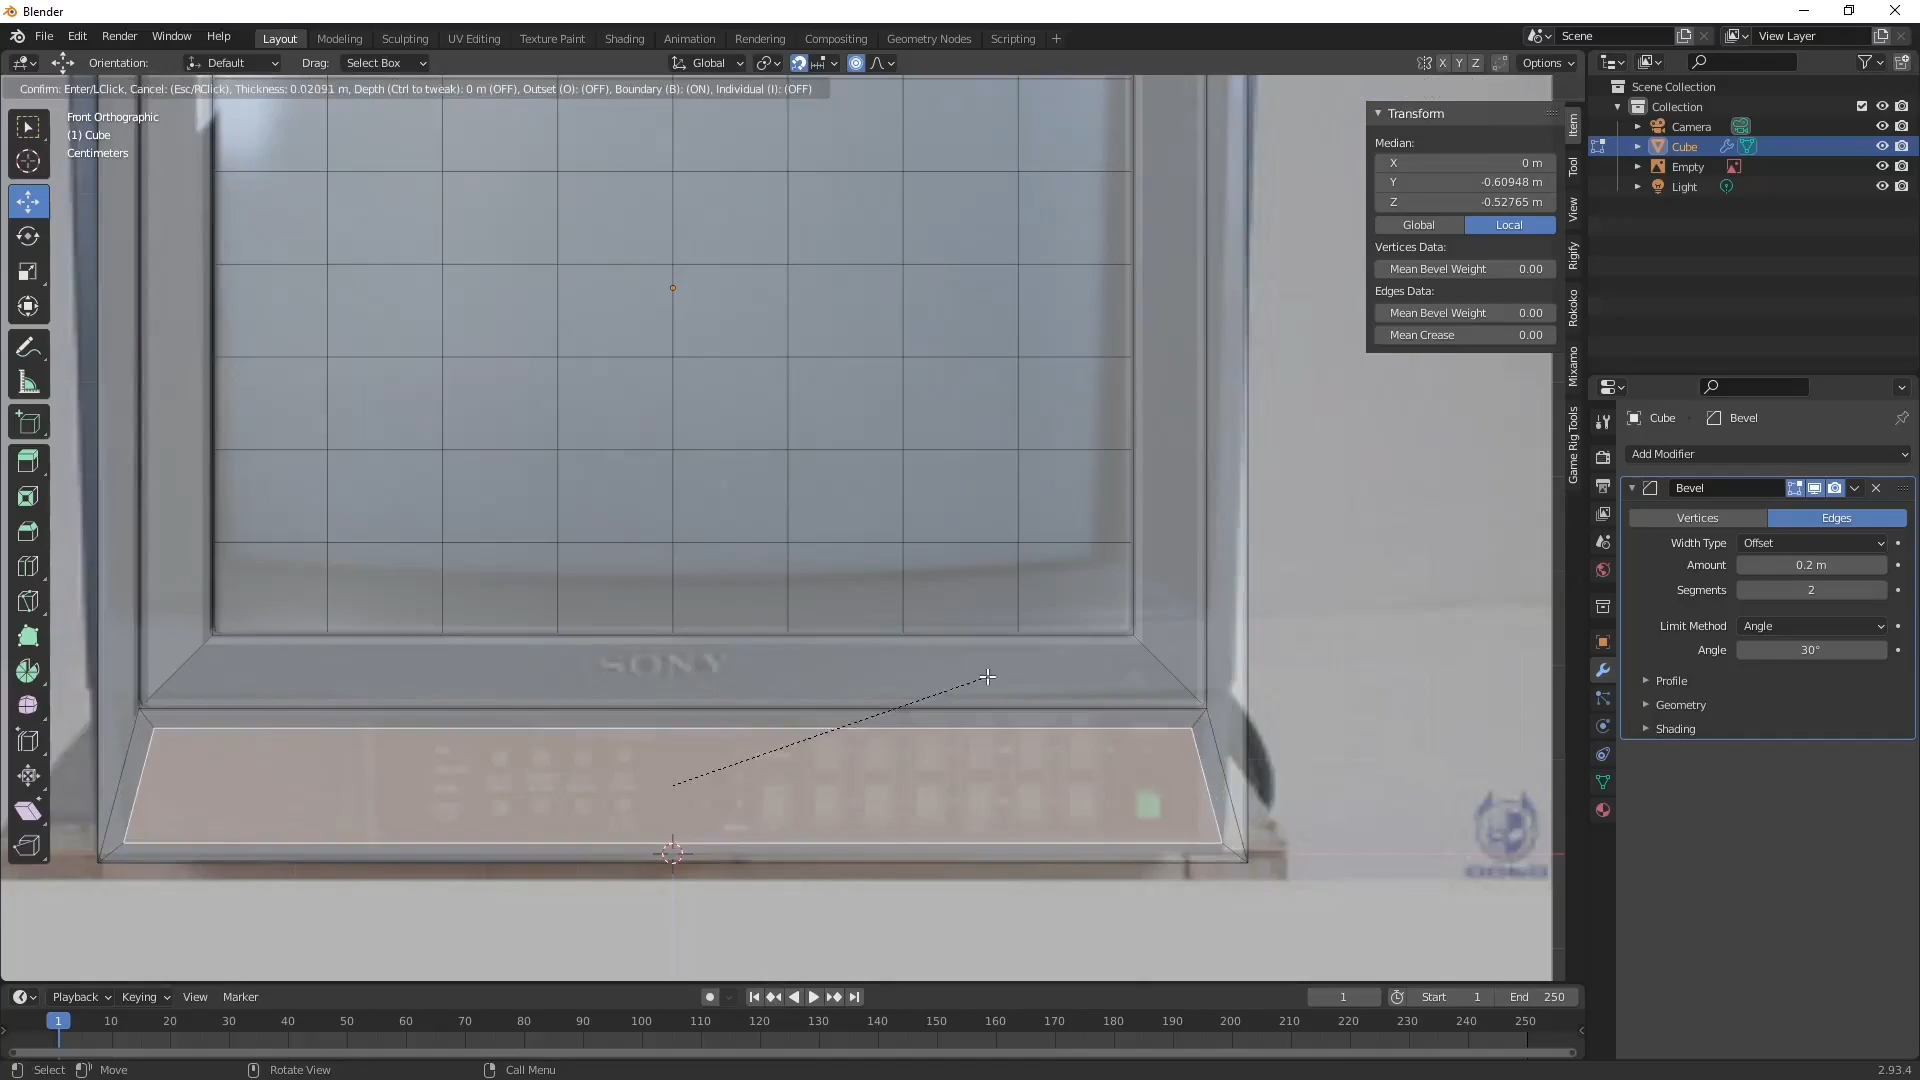 Blender
File Edit Render Window Help
Layout Modeling Sculpting UV Editing Texture Paint Shading Animation Rendering Compositing Geometry Nodes Scripting +
Scene
View Layer
Orientation: Default Drag: Select Box
Global
X Y Z Options
Confirm: Enter/LClick, Cancel: (Esc/RClick), Thickness: 0.02091 m, Depth (Ctrl to tweak): 0 m (OFF), Outset (O): (OFF), Boundary (B): (ON), Individual (I): (OFF)
Front Orthographic
(1) Cube
Centimeters
Transform
Median:
X 0 m
Y -0.60948 m
Z -0.52765 m
Global Local
Vertices Data:
Mean Bevel Weight 0.00
Edges Data:
Mean Bevel Weight 0.00
Mean Crease 0.00
Item
Tool
View
Rigify
Rokoko
Mixamo
Game Rig Tools
Scene Collection
Collection
Camera
Cube
Empty
Light
Cube Bevel
Add Modifier
Bevel
Vertices Edges
Width Type Offset
Amount 0.2 m
Segments 2
Limit Method Angle
Angle 30°
Profile
Geometry
Shading
SONY
Playback Keying View Marker
1 Start 1 End 250
1 10 20 30 40 50 60 70 80 90 100 110 120 130 140 150 160 170 180 190 200 210 220 230 240 250
Select Move Rotate View Call Menu
2.93.4